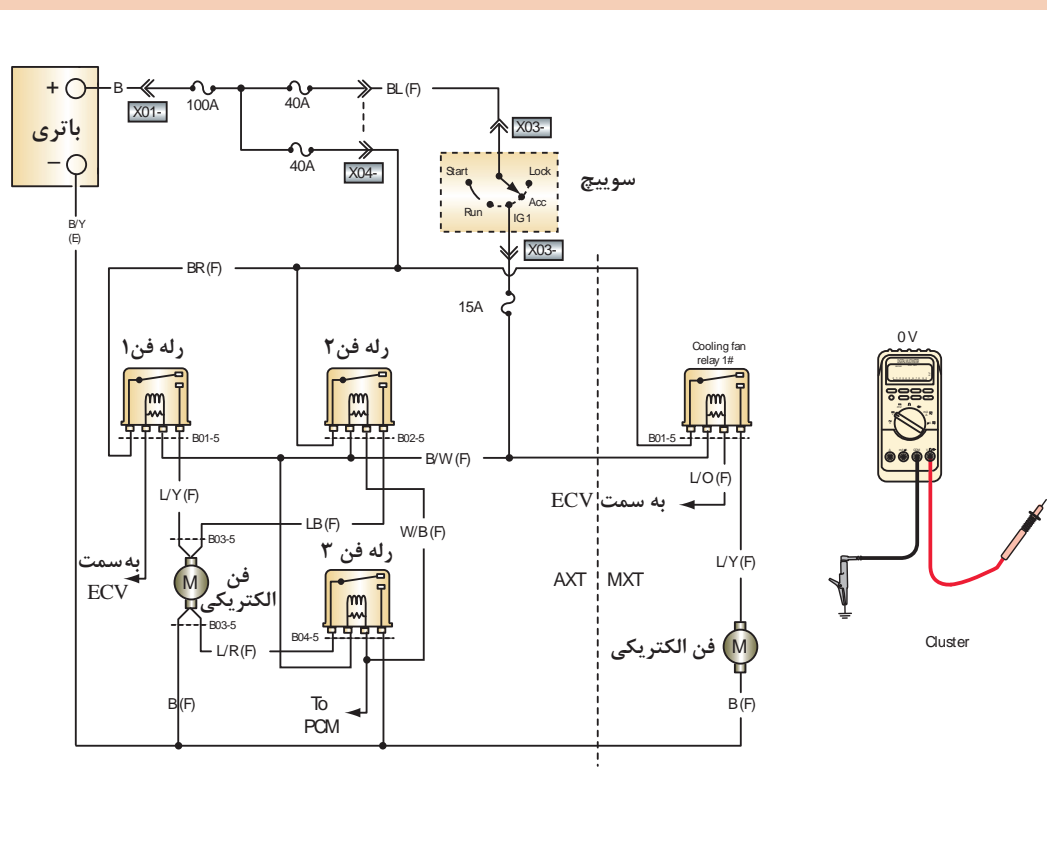 +
باتری
−
B
X01-
100A
40A
BL (F)
40A
X04-
X03-
Start
Lock
Run
Acc
IG1
سوییچ
X03-
B/Y
(E)
BR (F)
15A
رله فن۱
رله فن۲
Cooling fan
relay 1#
B01-5
B02-5
B01-5
B/W (F)
L/Y (F)
L/O (F)
به سمت ECV
LB (F)
W/B (F)
B03-5
رله فن ۳
به سمت
ECV
M
فن
الکتریکی
L/Y (F)
AXT
MXT
B03-5
B04-5
L/R (F)
فن الکتریکی
M
B (F)
To
PCM
B (F)
0 V
Cluster